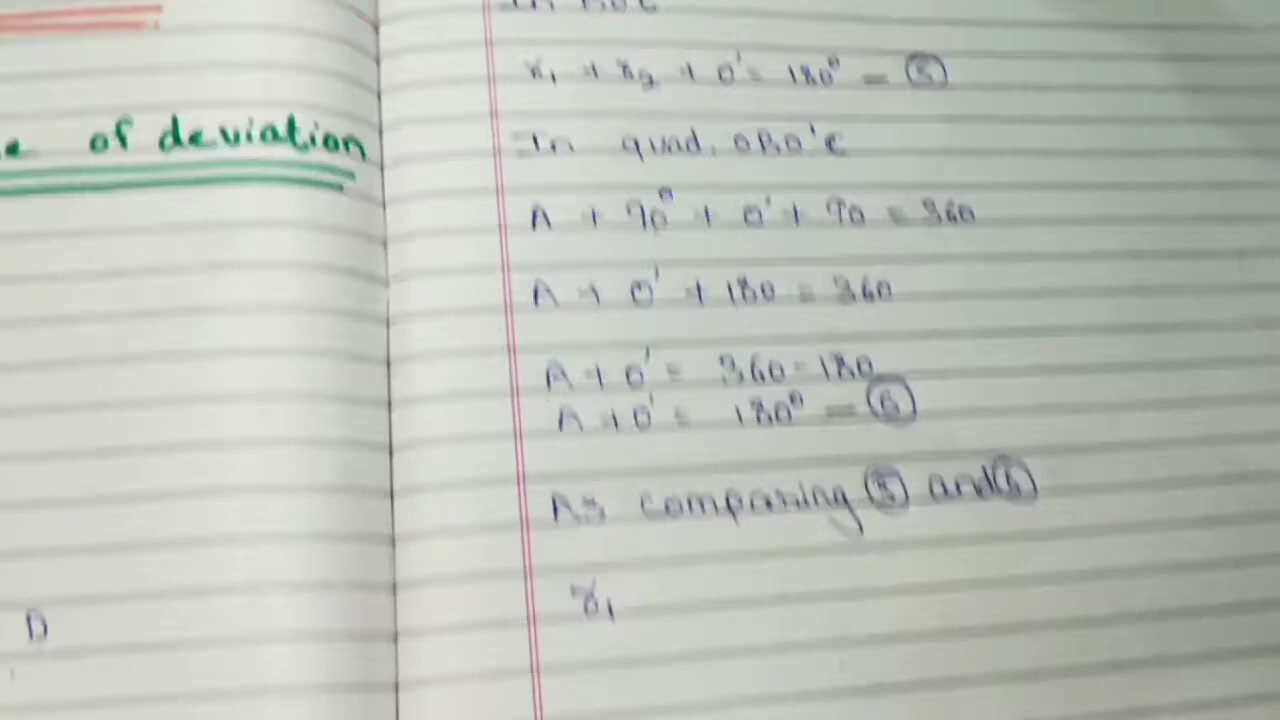 of deviation
D
r₁ + r₂ + O' = 180° — ⑤
In quad. OBO'C
A + 90° + O' + 90 = 360
A + O' + 180 = 360
A + O' = 360 - 180
A + O' = 180° — ⑥
As comparing ⑤ and ⑥
r₁